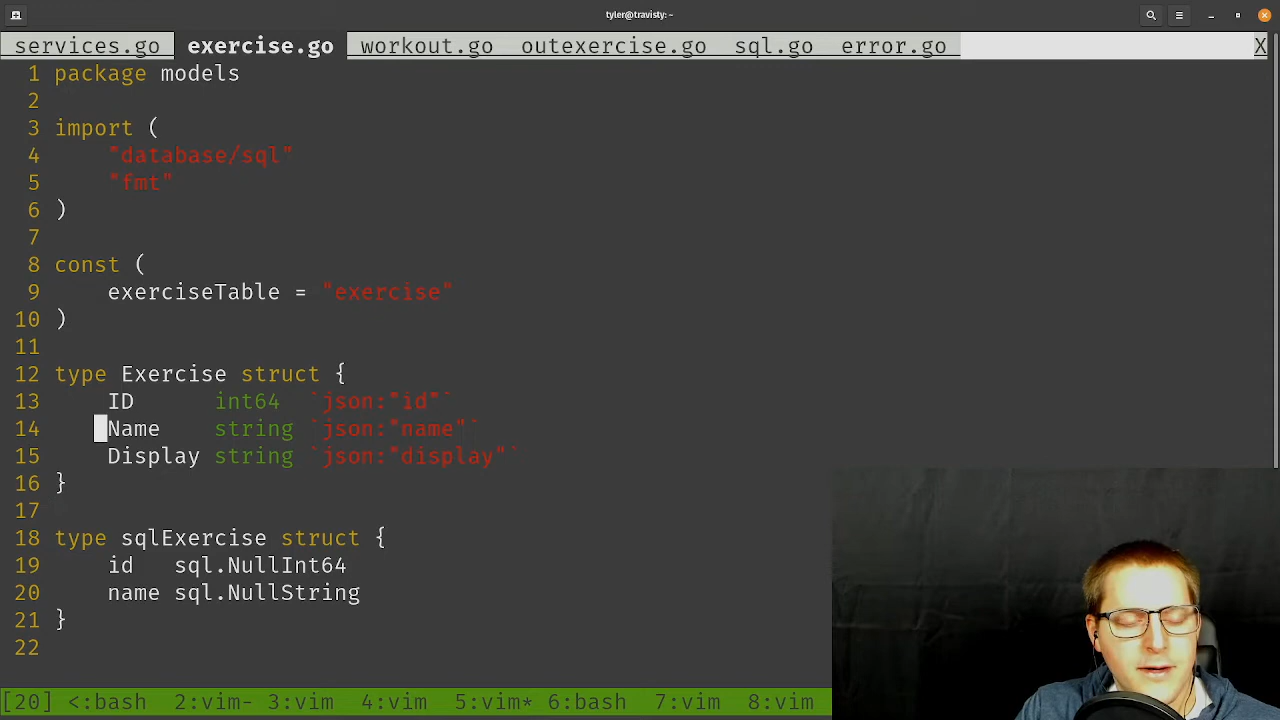 tyler@travisty: ~
services.go exercise.go workout.go outexercise.go sql.go error.go X
1 package models
2
3 import (
4 "database/sql"
5 "fmt"
6 )
7
8 const (
9 exerciseTable = "exercise"
10 )
11
12 type Exercise struct {
13 ID int64 `json:"id"`
14 Name string `json:"name"`
15 Display string `json:"display"`
16 }
17
18 type sqlExercise struct {
19 id sql.NullInt64
20 name sql.NullString
21 }
22
[20] <:bash 2:vim- 3:vim 4:vim 5:vim* 6:bash 7:vim 8:vim